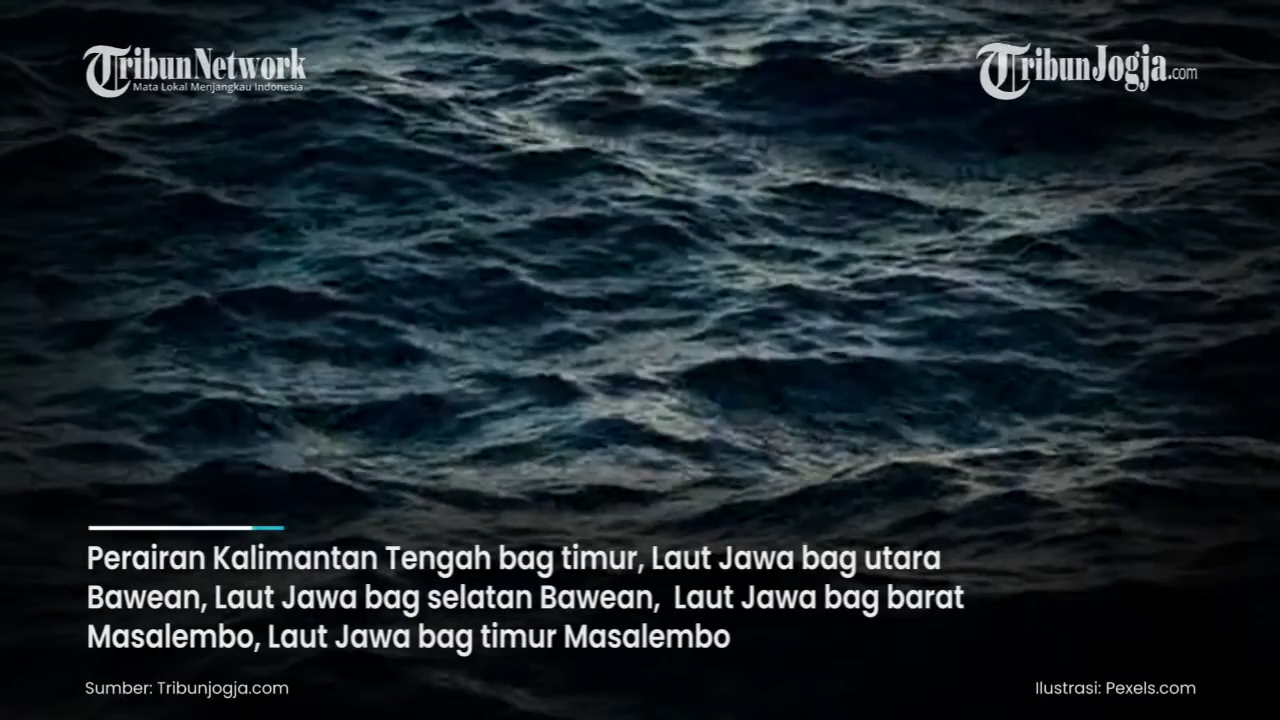 TribunNetwork
Mata Lokal Menjangkau Indonesia
TribunJogja.com
Perairan Kalimantan Tengah bag timur, Laut Jawa bag utara
Bawean, Laut Jawa bag selatan Bawean,  Laut Jawa bag barat
Masalembo, Laut Jawa bag timur Masalembo
Sumber: Tribunjogja.com
Ilustrasi: Pexels.com